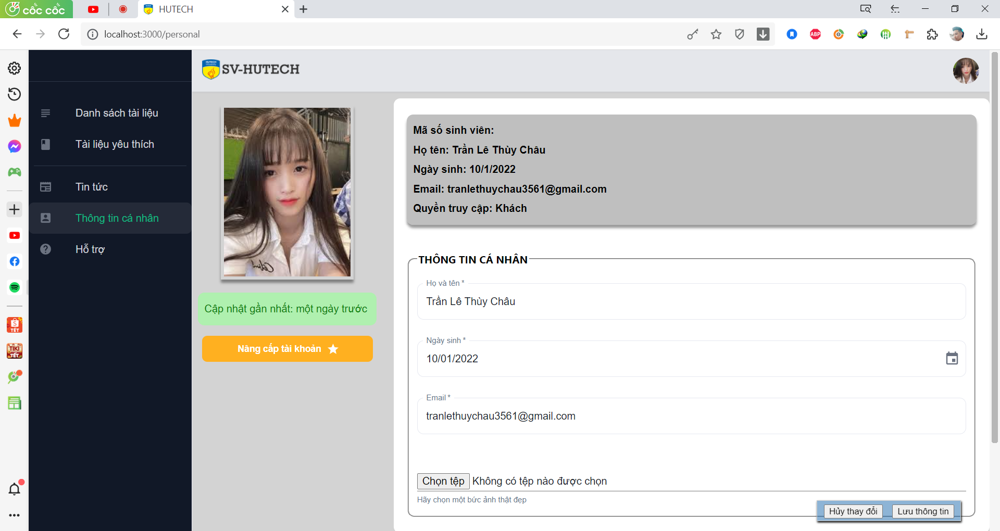 cốc cốc
HUTECH
localhost:3000/personal
ABP
SV-HUTECH
Danh sách tài liệu
Tài liệu yêu thích
Tin tức
Thông tin cá nhân
Hỗ trợ
TẾT
TIKI
TẾT
Cập nhật gần nhất: một ngày trước
Nâng cấp tài khoản
Mã số sinh viên:
Họ tên: Trần Lê Thùy Châu
Ngày sinh: 10/1/2022
Email: tranlethuychau3561@gmail.com
Quyền truy cập: Khách
THÔNG TIN CÁ NHÂN
Họ và tên *
Trần Lê Thùy Châu
Ngày sinh *
10/01/2022
Email *
tranlethuychau3561@gmail.com
Chọn tệp Không có tệp nào được chọn
Hãy chọn một bức ảnh thật đẹp
Hủy thay đổi Lưu thông tin